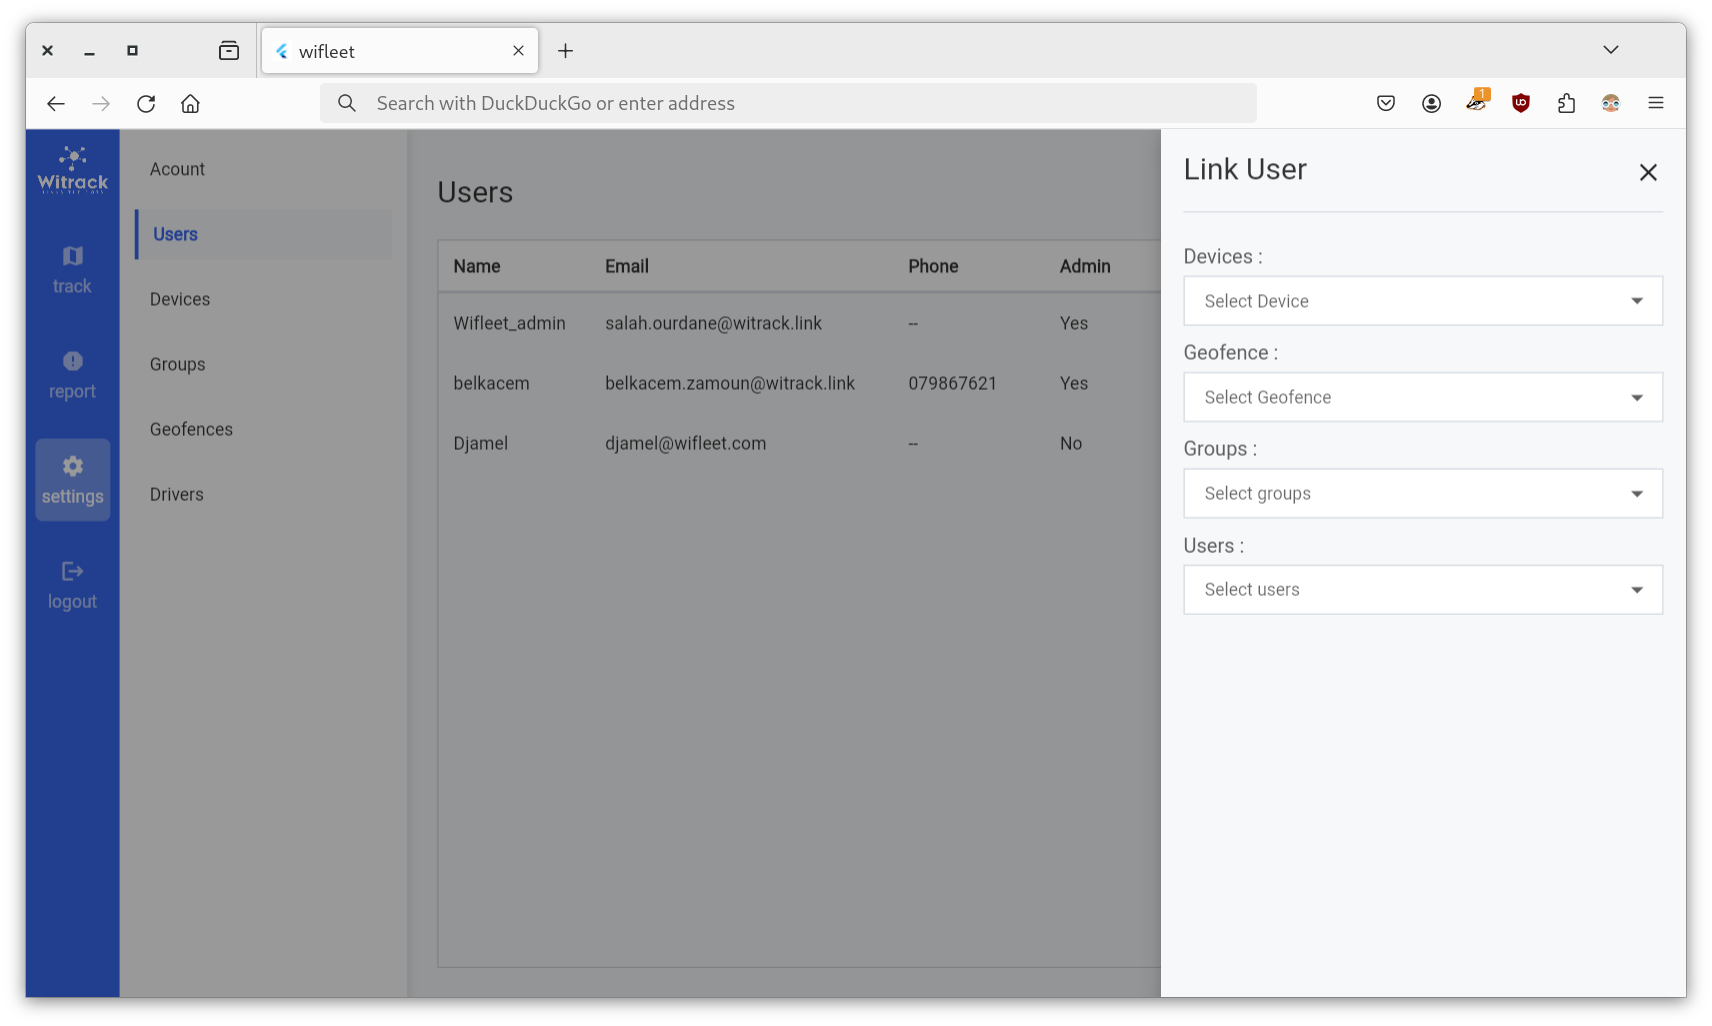 wifleet
Search with DuckDuckGo or enter address
1
Witrack
track
report
settings
logout
Acount
Users
Devices
Groups
Geofences
Drivers
Users
Name Email Phone Admin
Wifleet_admin salah.ourdane@witrack.link -- Yes
belkacem belkacem.zamoun@witrack.link 079867621 Yes
Djamel djamel@wifleet.com -- No
Link User
Devices :
Select Device
Geofence :
Select Geofence
Groups :
Select groups
Users :
Select users